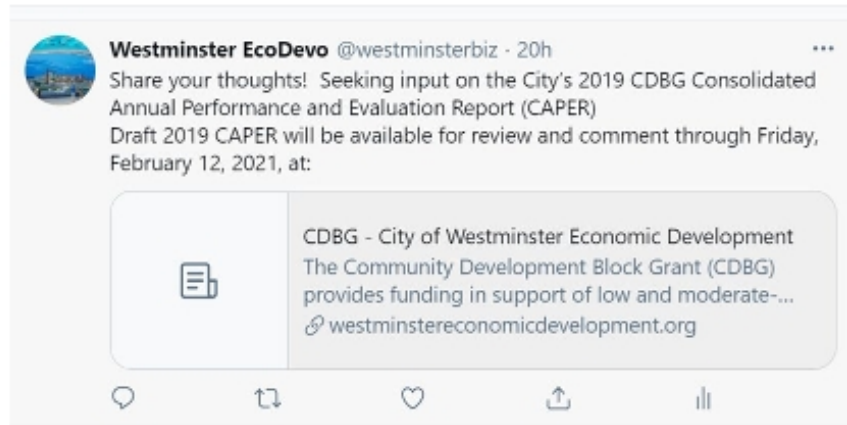 Westminster EcoDevo @westminsterbiz · 20h
Share your thoughts! Seeking input on the City's 2019 CDBG Consolidated
Annual Performance and Evaluation Report (CAPER)
Draft 2019 CAPER will be available for review and comment through Friday,
February 12, 2021, at:
CDBG - City of Westminster Economic Development
The Community Development Block Grant (CDBG)
provides funding in support of low and moderate-...
westminstereconomicdevelopment.org